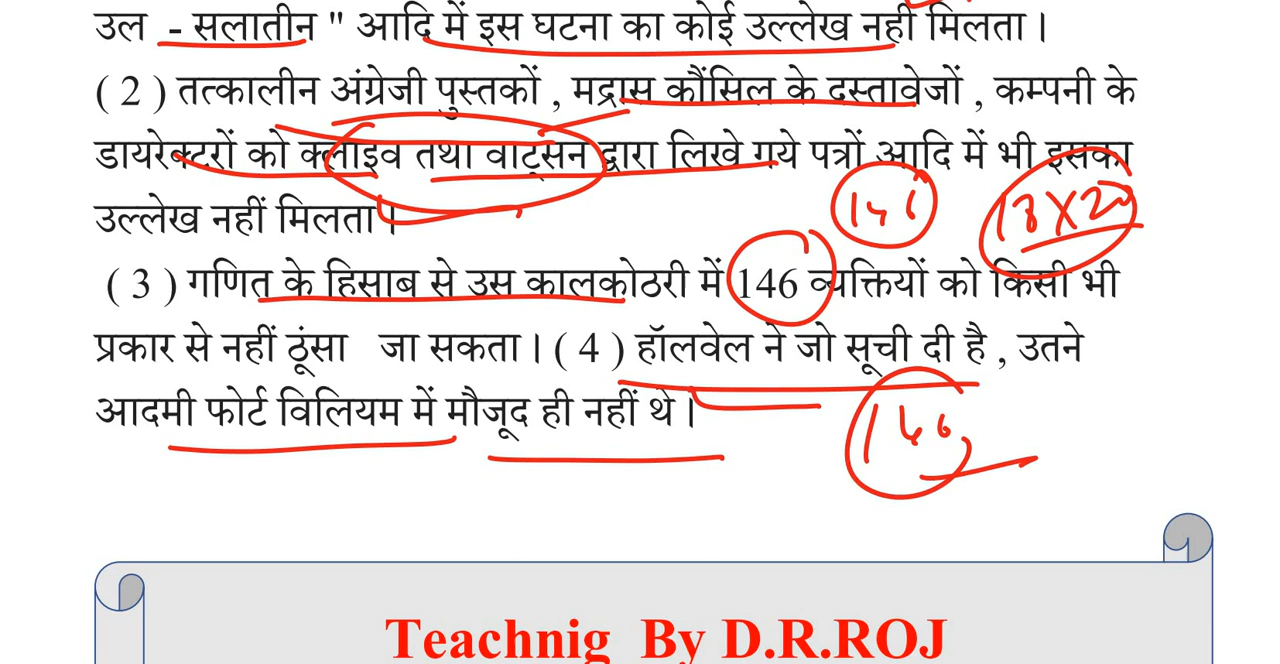 उल - सलातीन " आदि में इस घटना का कोई उल्लेख नहीं मिलता।
( 2 ) तत्कालीन अंग्रेजी पुस्तकों , मद्रास कौंसिल के दस्तावेजों , कम्पनी के
डायरेक्टरों को क्लाइव तथा वाट्सन द्वारा लिखे गये पत्रों आदि में भी इसका
उल्लेख नहीं मिलता।
146
18X20
( 3 ) गणित के हिसाब से उस कालकोठरी में 146 व्यक्तियों को किसी भी
प्रकार से नहीं ठूंसा जा सकता। ( 4 ) हॉलवेल ने जो सूची दी है , उतने
आदमी फोर्ट विलियम में मौजूद ही नहीं थे।
146
Teachnig By D.R.ROJ